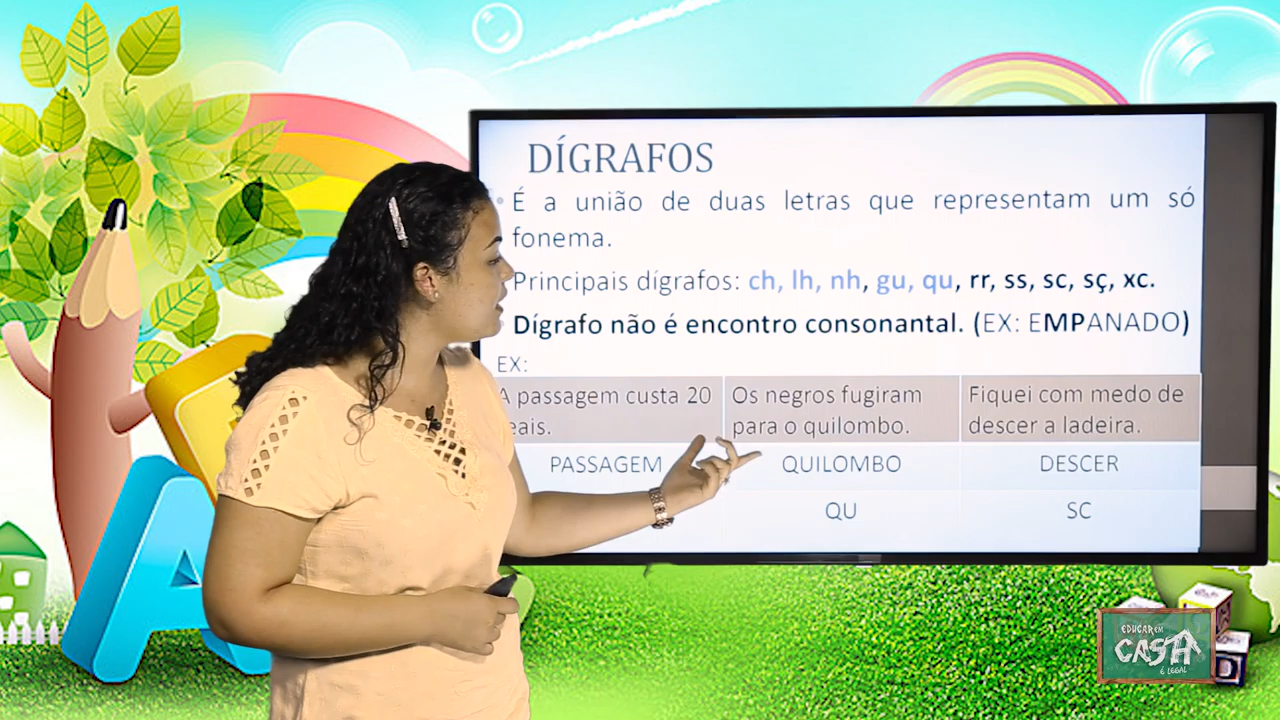 DÍGRAFOS
• É a união de duas letras que representam um só
fonema.
Principais dígrafos: ch, lh, nh, gu, qu, rr, ss, sc, sç, xc.
Dígrafo não é encontro consonantal. (EX: EMPANADO)
EX:
A passagem custa 20
eais.
Os negros fugiram
para o quilombo.
Fiquei com medo de
descer a ladeira.
PASSAGEM
QUILOMBO
DESCER
QU
SC
A
EDUCAR EM
CASA
É LEGAL